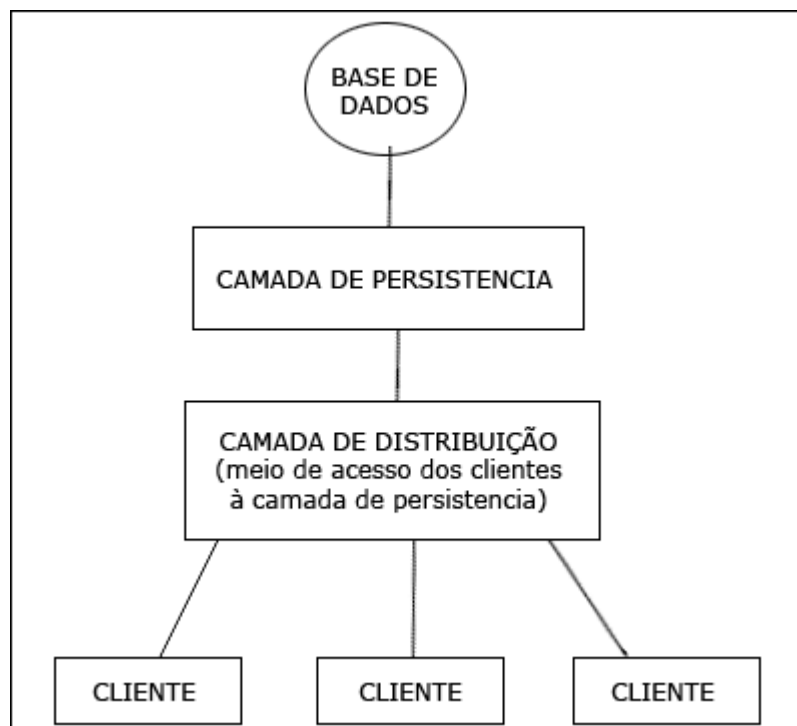 BASE DE
DADOS
CAMADA DE PERSISTENCIA
CAMADA DE DISTRIBUIÇÃO
(meio de acesso dos clientes
à camada de persistencia)
CLIENTE
CLIENTE
CLIENTE